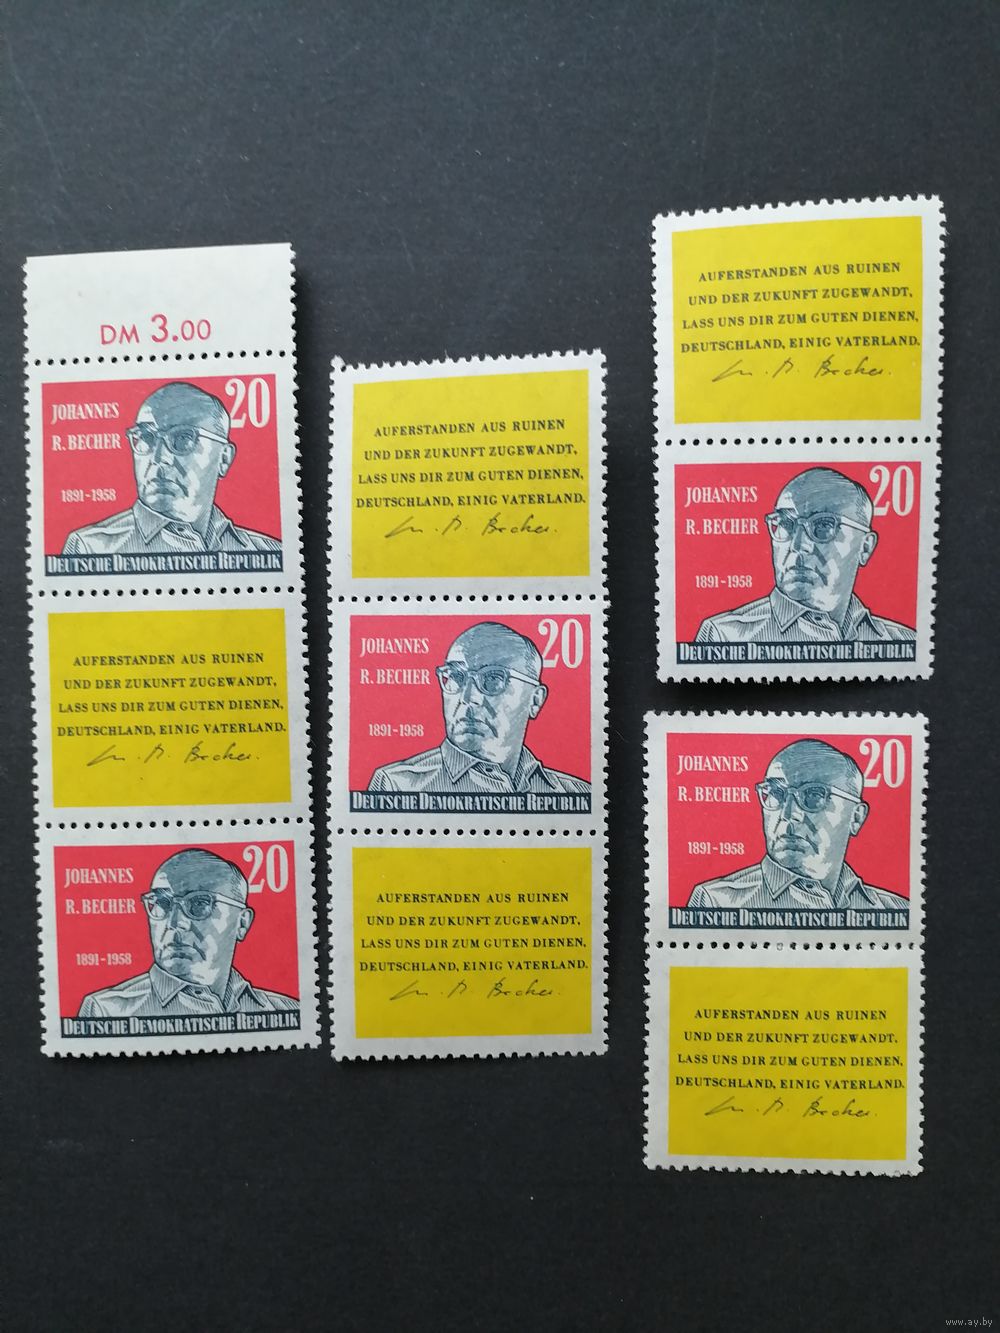 DM 3.00
JOHANNES
R. BECHER
20
1891-1958
DEUTSCHE DEMOKRATISCHE REPUBLIK
AUFERSTANDEN AUS RUINEN
UND DER ZUKUNFT ZUGEWANDT,
LASS UNS DIR ZUM GUTEN DIENEN,
DEUTSCHLAND, EINIG VATERLAND.
JOHANNES
R. BECHER
20
1891-1958
DEUTSCHE DEMOKRATISCHE REPUBLIK
AUFERSTANDEN AUS RUINEN
UND DER ZUKUNFT ZUGEWANDT,
LASS UNS DIR ZUM GUTEN DIENEN,
DEUTSCHLAND, EINIG VATERLAND.
JOHANNES
R. BECHER
20
1891-1958
DEUTSCHE DEMOKRATISCHE REPUBLIK
AUFERSTANDEN AUS RUINEN
UND DER ZUKUNFT ZUGEWANDT,
LASS UNS DIR ZUM GUTEN DIENEN,
DEUTSCHLAND, EINIG VATERLAND.
AUFERSTANDEN AUS RUINEN
UND DER ZUKUNFT ZUGEWANDT,
LASS UNS DIR ZUM GUTEN DIENEN,
DEUTSCHLAND, EINIG VATERLAND.
JOHANNES
R. BECHER
20
1891-1958
DEUTSCHE DEMOKRATISCHE REPUBLIK
JOHANNES
R. BECHER
20
1891-1958
DEUTSCHE DEMOKRATISCHE REPUBLIK
AUFERSTANDEN AUS RUINEN
UND DER ZUKUNFT ZUGEWANDT,
LASS UNS DIR ZUM GUTEN DIENEN,
DEUTSCHLAND, EINIG VATERLAND.
www.ay.by